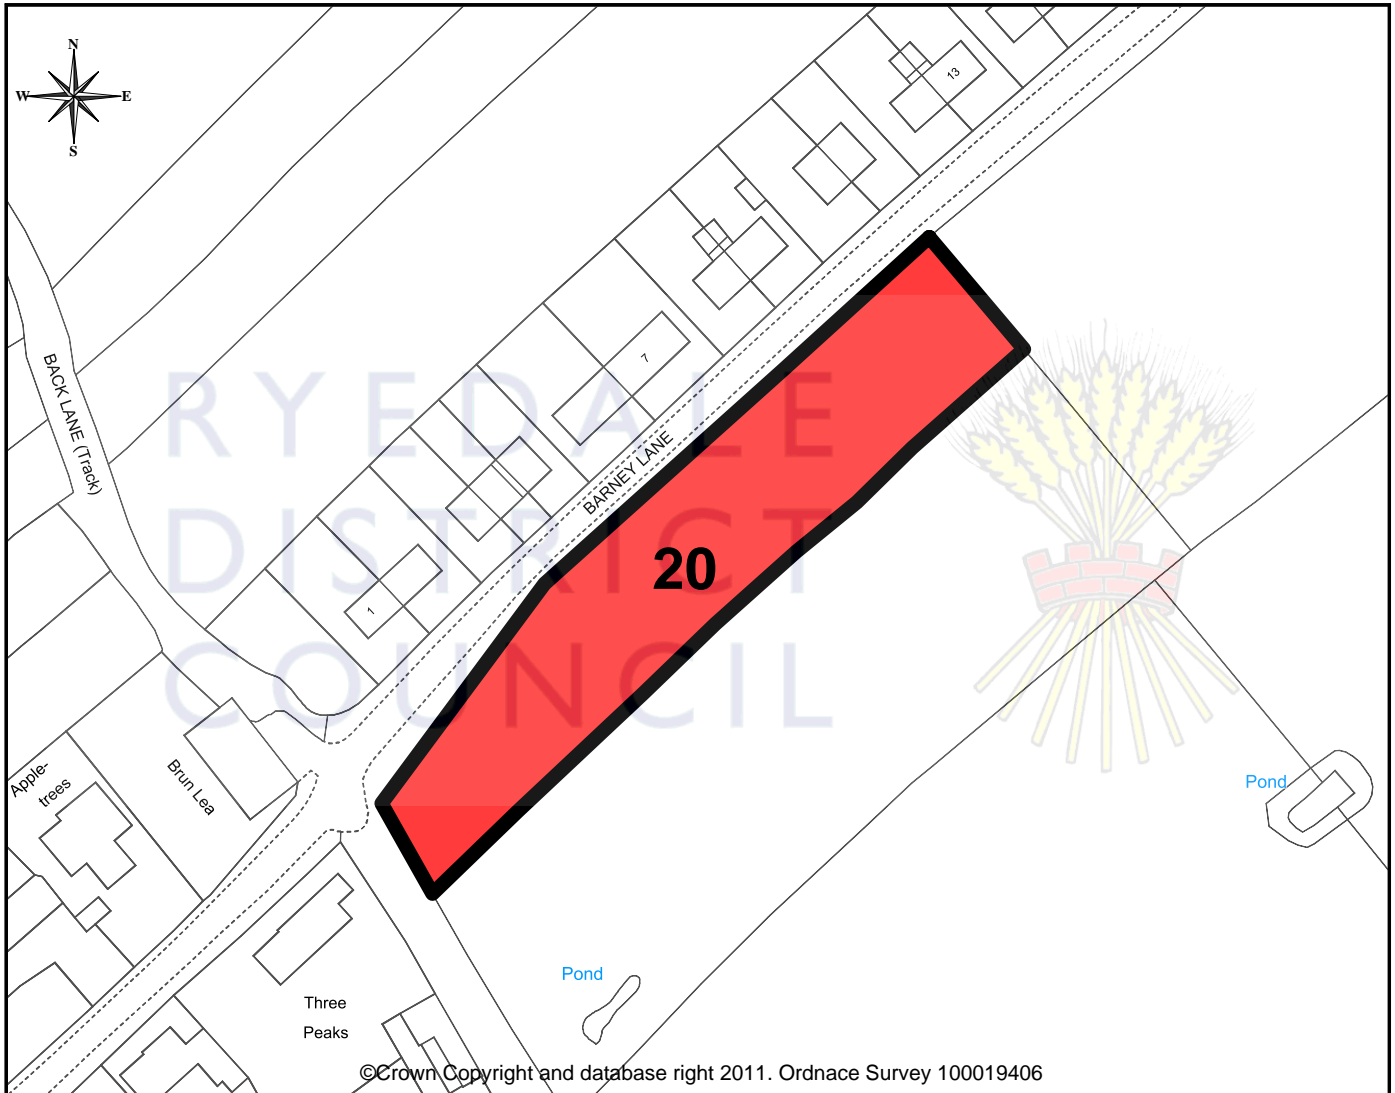 N
W E
S
13
7
BACK LANE (Track)
RYEDALE
BARNEY LANE
DISTRICT
20
1
COUNCIL
Apple-
trees
Brun Lea
Pond
Pond
Three
Peaks
©Crown Copyright and database right 2011. Ordnace Survey 100019406